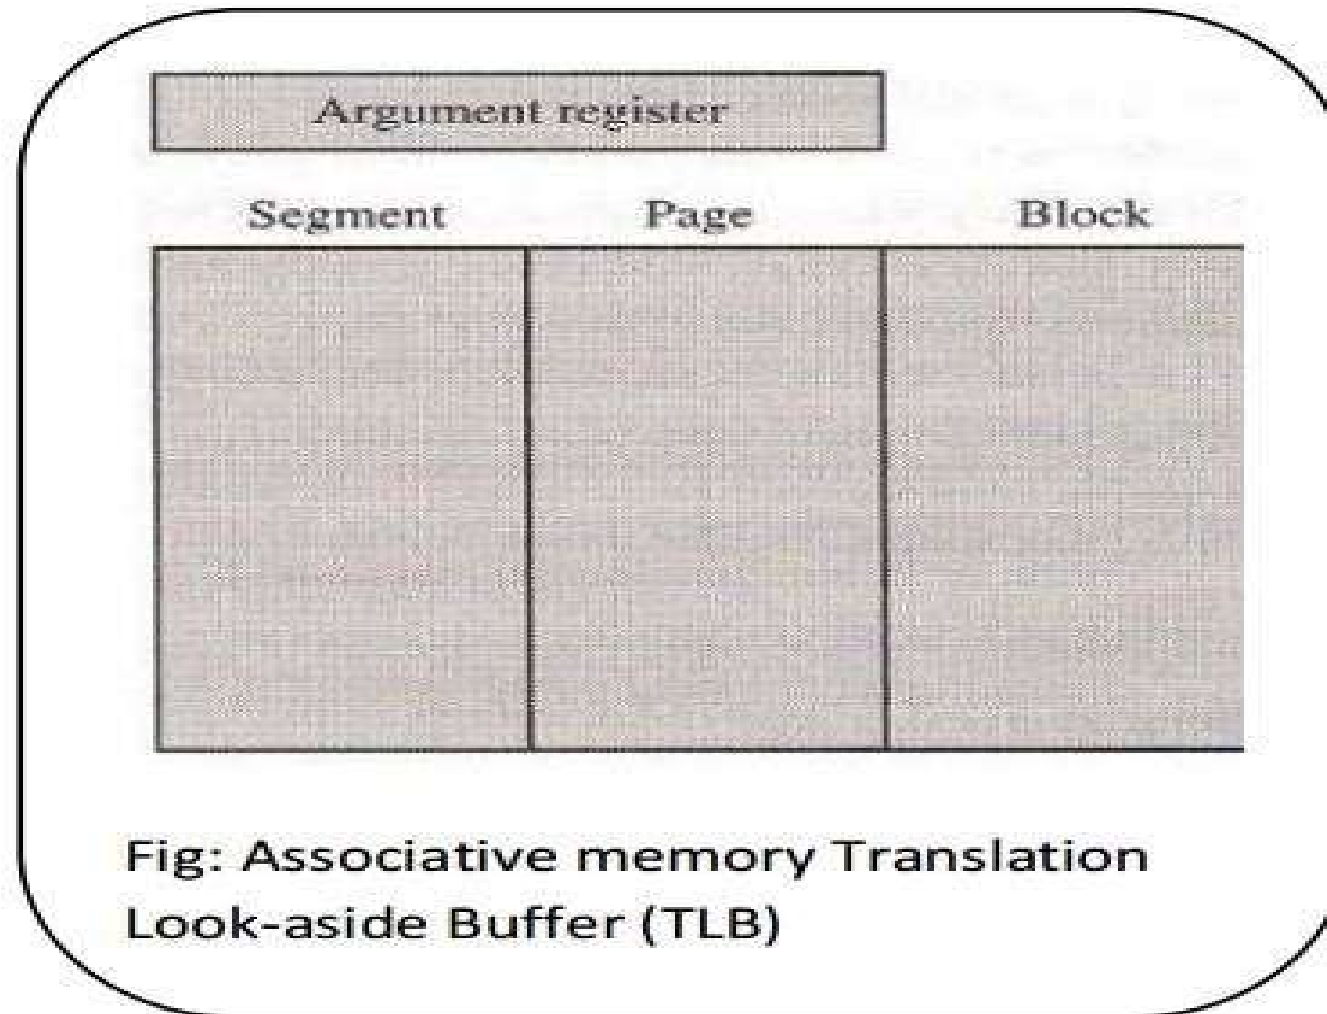 Argument register
Segment Page Block
Fig: Associative memory Translation
Look-aside Buffer (TLB)